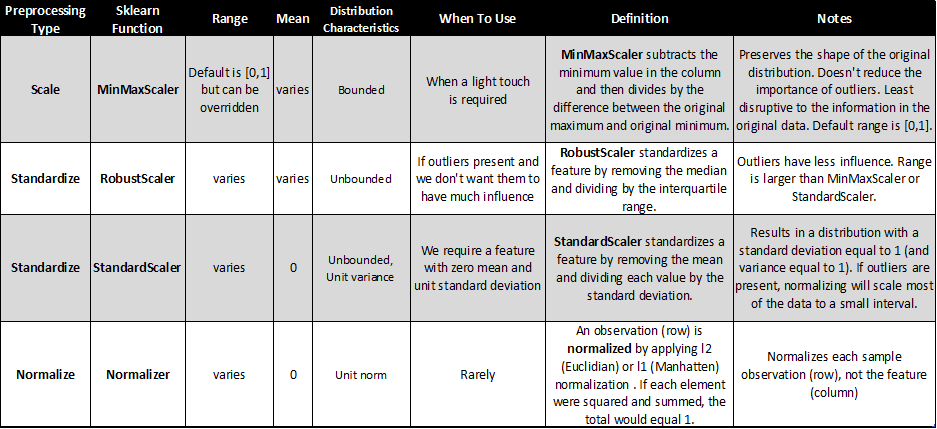 Preprocessing Type
Sklearn Function
Range
Mean
Distribution Characteristics
When To Use
Definition
Notes
Scale
MinMaxScaler
Default is [0,1]
but can be
overridden
varies
Bounded
When a light touch
is required
MinMaxScaler subtracts the
minimum value in the column
and then divides by the
difference between the original
maximum and original minimum.
Preserves the shape of the original
distribution. Doesn't reduce the
importance of outliers. Least
disruptive to the information in the
original data. Default range is [0,1].
Standardize
RobustScaler
varies
varies
Unbounded
If outliers present and
we don't want them to
have much influence
RobustScaler standardizes a
feature by removing the median
and dividing by the interquartile
range.
Outliers have less influence. Range
is larger than MinMaxScaler or
StandardScaler.
Standardize
StandardScaler
varies
0
Unbounded,
Unit variance
We require a feature
with zero mean and
unit standard deviation
StandardScaler standardizes a
feature by removing the mean
and dividing each value by the
standard deviation.
Results in a distribution with a
standard deviation equal to 1 (and
variance equal to 1). If outliers are
present, normalizing will scale most
of the data to a small interval.
Normalize
Normalizer
varies
0
Unit norm
Rarely
An observation (row) is
normalized by applying l2
(Euclidian) or l1 (Manhatten)
normalization . If each element
were squared and summed, the
total would equal 1.
Normalizes each sample
observation (row), not the feature
(column)